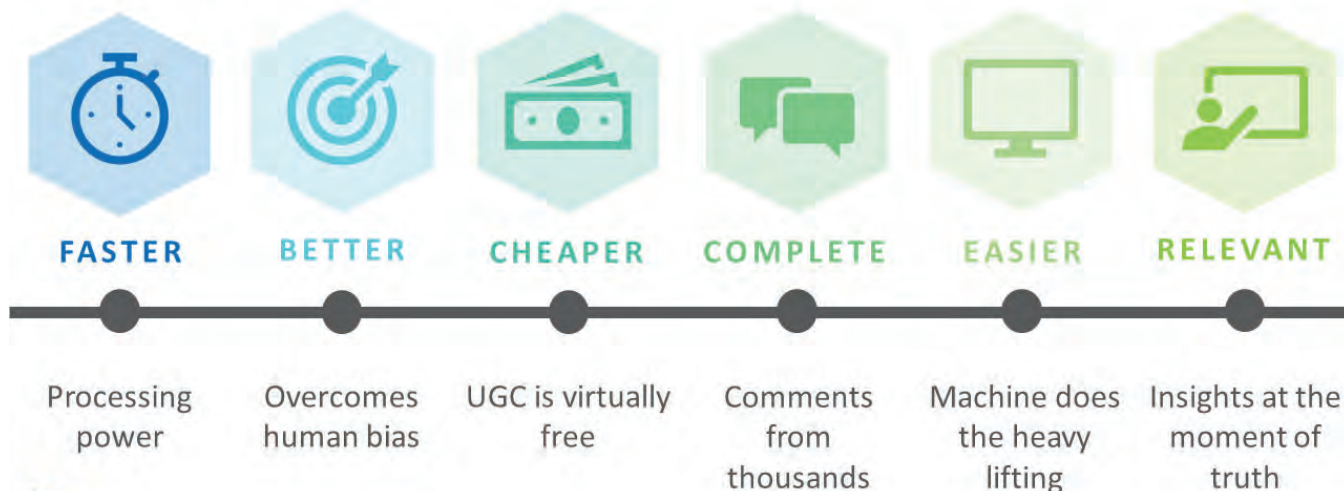 FASTER
BETTER
CHEAPER
COMPLETE
EASIER
RELEVANT
Processing
power
Overcomes
human bias
UGC is virtually
free
Comments
from
thousands
Machine does
the heavy
lifting
Insights at the
moment of
truth